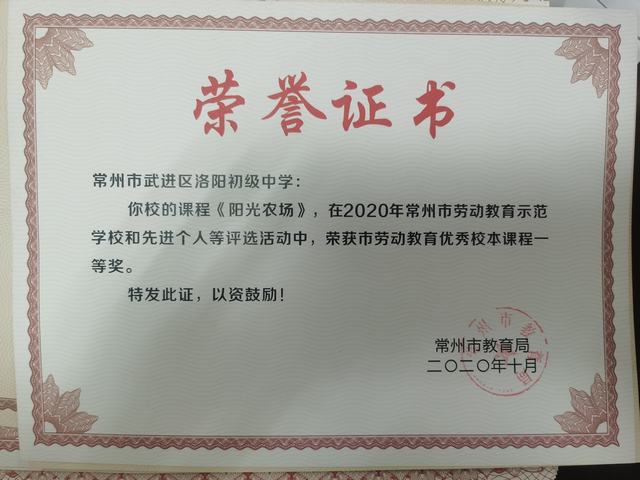 荣誉证书
常州市武进区洛阳初级中学：
你校的课程《阳光农场》，在2020年常州市劳动教育示范
学校和先进个人等评选活动中，荣获市劳动教育优秀校本课程一
等奖。
特发此证，以资鼓励！
常州市教育局
二〇二〇年十月